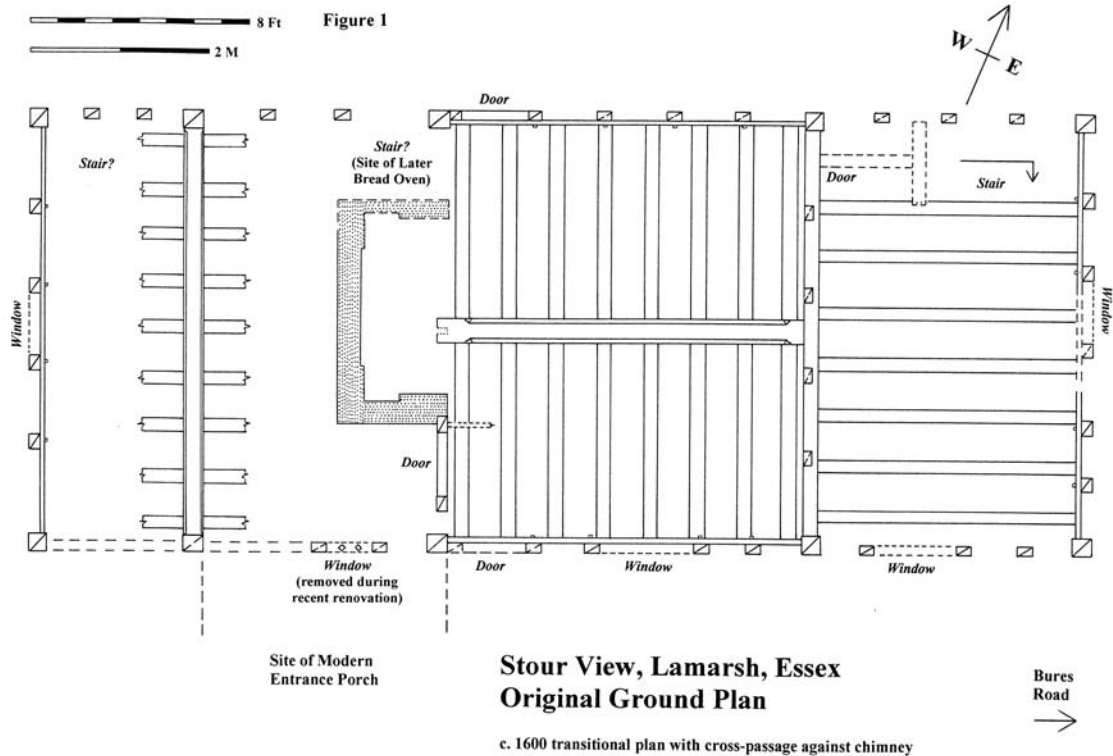 8 Ft
Figure 1
2 M
W
E
Door
Stair?
Stair?
(Site of Later
Bread Oven)
Door
Stair
Window
Window
Door
Window
(removed during
recent renovation)
Door
Window
Window
Site of Modern
Entrance Porch
Stour View, Lamarsh, Essex
Original Ground Plan
Bures
Road
c. 1600 transitional plan with cross-passage against chimney